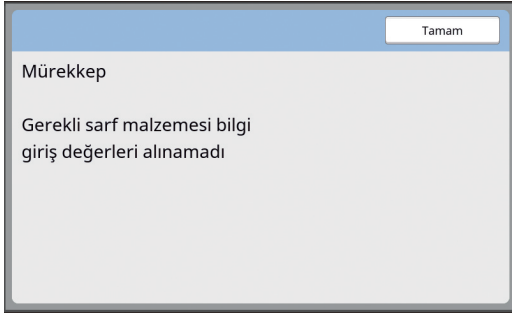 Tamam
Mürekkep
Gerekli sarf malzemesi bilgi
giriş değerleri alınamadı